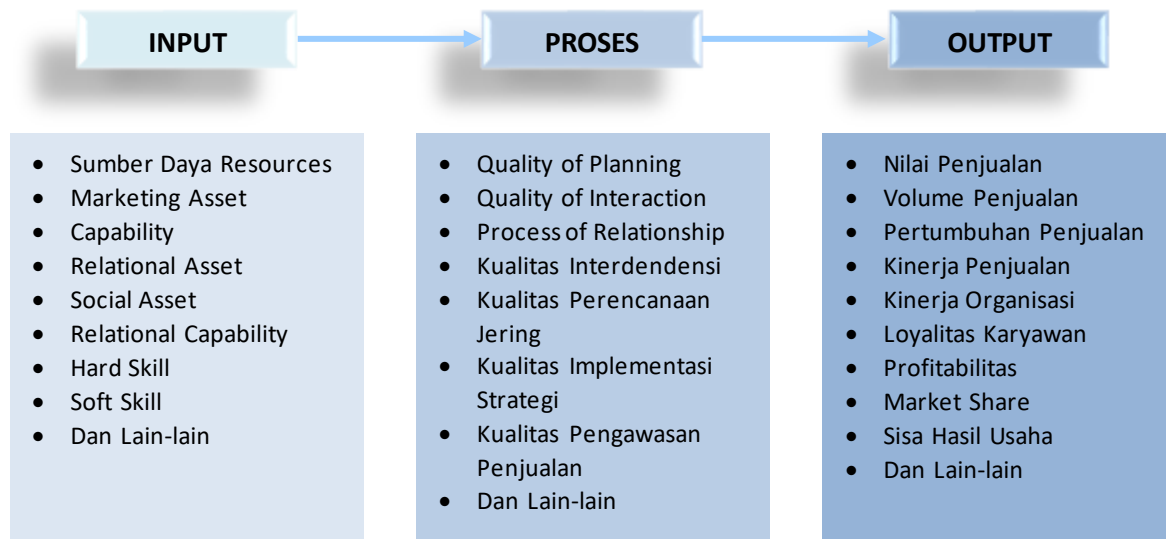 INPUT
PROSES
OUTPUT
• Sumber Daya Resources
• Marketing Asset
• Capability
• Relational Asset
• Social Asset
• Relational Capability
• Hard Skill
• Soft Skill
• Dan Lain-lain
• Quality of Planning
• Quality of Interaction
• Process of Relationship
• Kualitas Interdendensi
• Kualitas Perencanaan
Jering
• Kualitas Implementasi
Strategi
• Kualitas Pengawasan
Penjualan
• Dan Lain-lain
• Nilai Penjualan
• Volume Penjualan
• Pertumbuhan Penjualan
• Kinerja Penjualan
• Kinerja Organisasi
• Loyalitas Karyawan
• Profitabilitas
• Market Share
• Sisa Hasil Usaha
• Dan Lain-lain